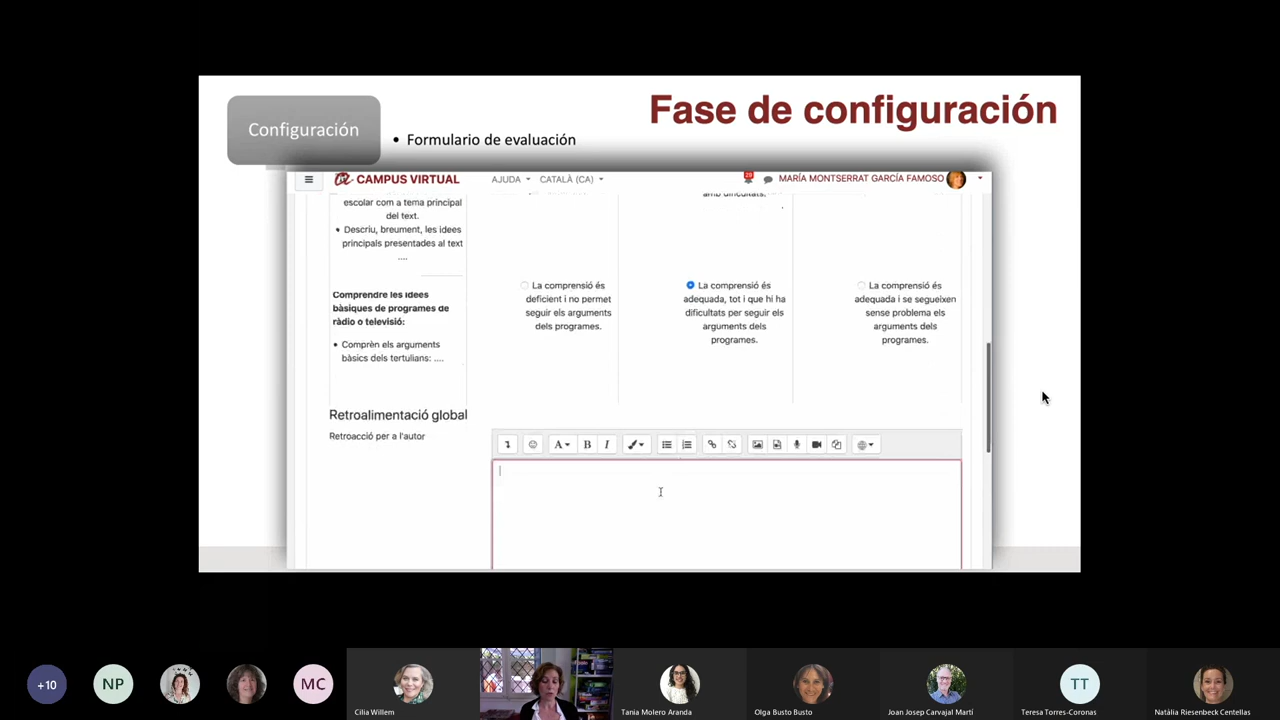 Configuración
Fase de configuración
• Formulario de evaluación
CAMPUS VIRTUAL
AJUDA
CATALÀ (CA)
29
MARÍA MONTSERRAT GARCÍA FAMOSO
escolar com a tema principal
del text.
• Descriu, breument, les idees
principals presentades al text
....
amb dificultats,
Comprendre les idees
bàsiques de programes de
ràdio o televisió:
• Comprèn els arguments
bàsics dels tertulians: ....
La comprensió és
deficient i no permet
seguir els arguments
dels programes.
La comprensió és
adequada, tot i que hi ha
dificultats per seguir els
arguments dels
programes.
La comprensió és
adequada i se segueixen
sense problema els
arguments dels
programes.
Retroalimentació global
Retroacció per a l'autor
A
B
I
+10
NP
MC
Cilia Willem
Tania Molero Aranda
Olga Busto Busto
Joan Josep Carvajal Martí
TT
Teresa Torres-Coronas
Natàlia Riesenbeck Centellas